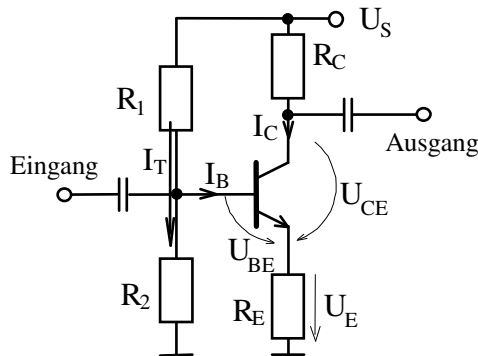 U_S
R_C
R_1
I_C
Ausgang
Eingang
I_T
I_B
U_CE
U_BE
R_2
R_E
U_E